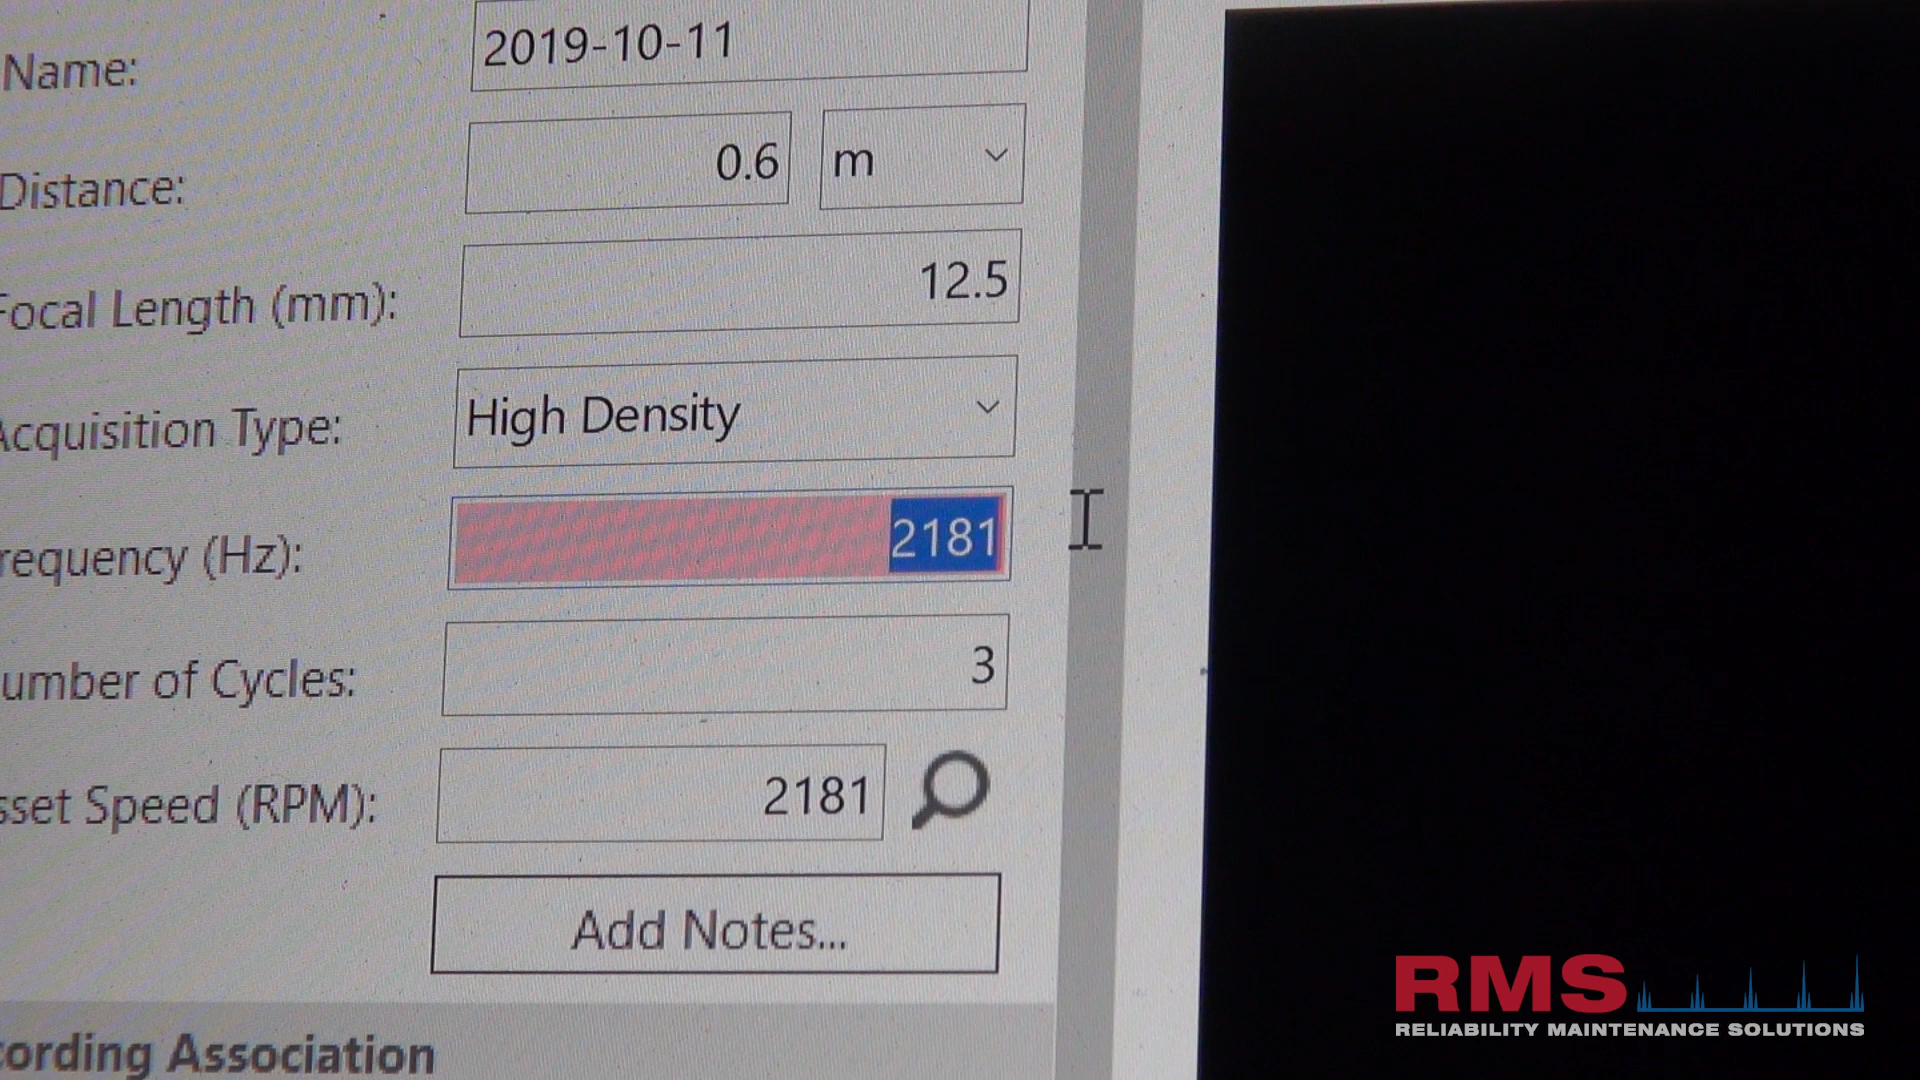 Name: 2019-10-11
Distance: 0.6 m
Focal Length (mm): 12.5
Acquisition Type: High Density
requency (Hz): 2181
umber of Cycles: 3
sset Speed (RPM): 2181
Add Notes...
cording Association
RMS
RELIABILITY MAINTENANCE SOLUTIONS